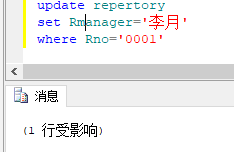 update repertory
set Rmanager='李月'
where Rno='0001'
消息
(1 行受影响)